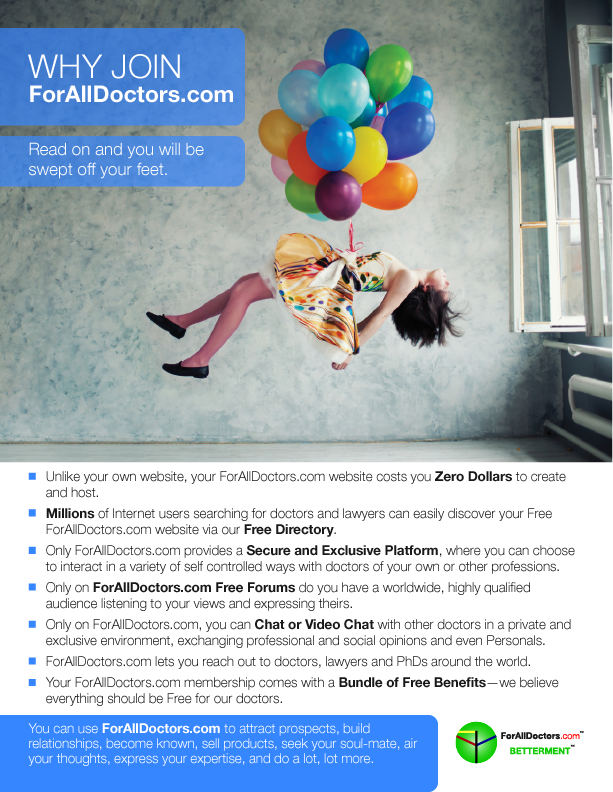 WHY JOIN
ForAllDoctors.com
Read on and you will be
swept off your feet.
Unlike your own website, your ForAllDoctors.com website costs you Zero Dollars to create
and host.
Millions of Internet users searching for doctors and lawyers can easily discover your Free
ForAllDoctors.com website via our Free Directory.
Only ForAllDoctors.com provides a Secure and Exclusive Platform, where you can choose
to interact in a variety of self controlled ways with doctors of your own or other professions.
Only on ForAllDoctors.com Free Forums do you have a worldwide, highly qualified
audience listening to your views and expressing theirs.
Only on ForAllDoctors.com, you can Chat or Video Chat with other doctors in a private and
exclusive environment, exchanging professional and social opinions and even Personals.
ForAllDoctors.com lets you reach out to doctors, lawyers and PhDs around the world.
Your ForAllDoctors.com membership comes with a Bundle of Free Benefits—we believe
everything should be Free for our doctors.
You can use ForAllDoctors.com to attract prospects, build
relationships, become known, sell products, seek your soul-mate, air
your thoughts, express your expertise, and do a lot, lot more.
ForAllDoctors.com™
BETTERMENT™